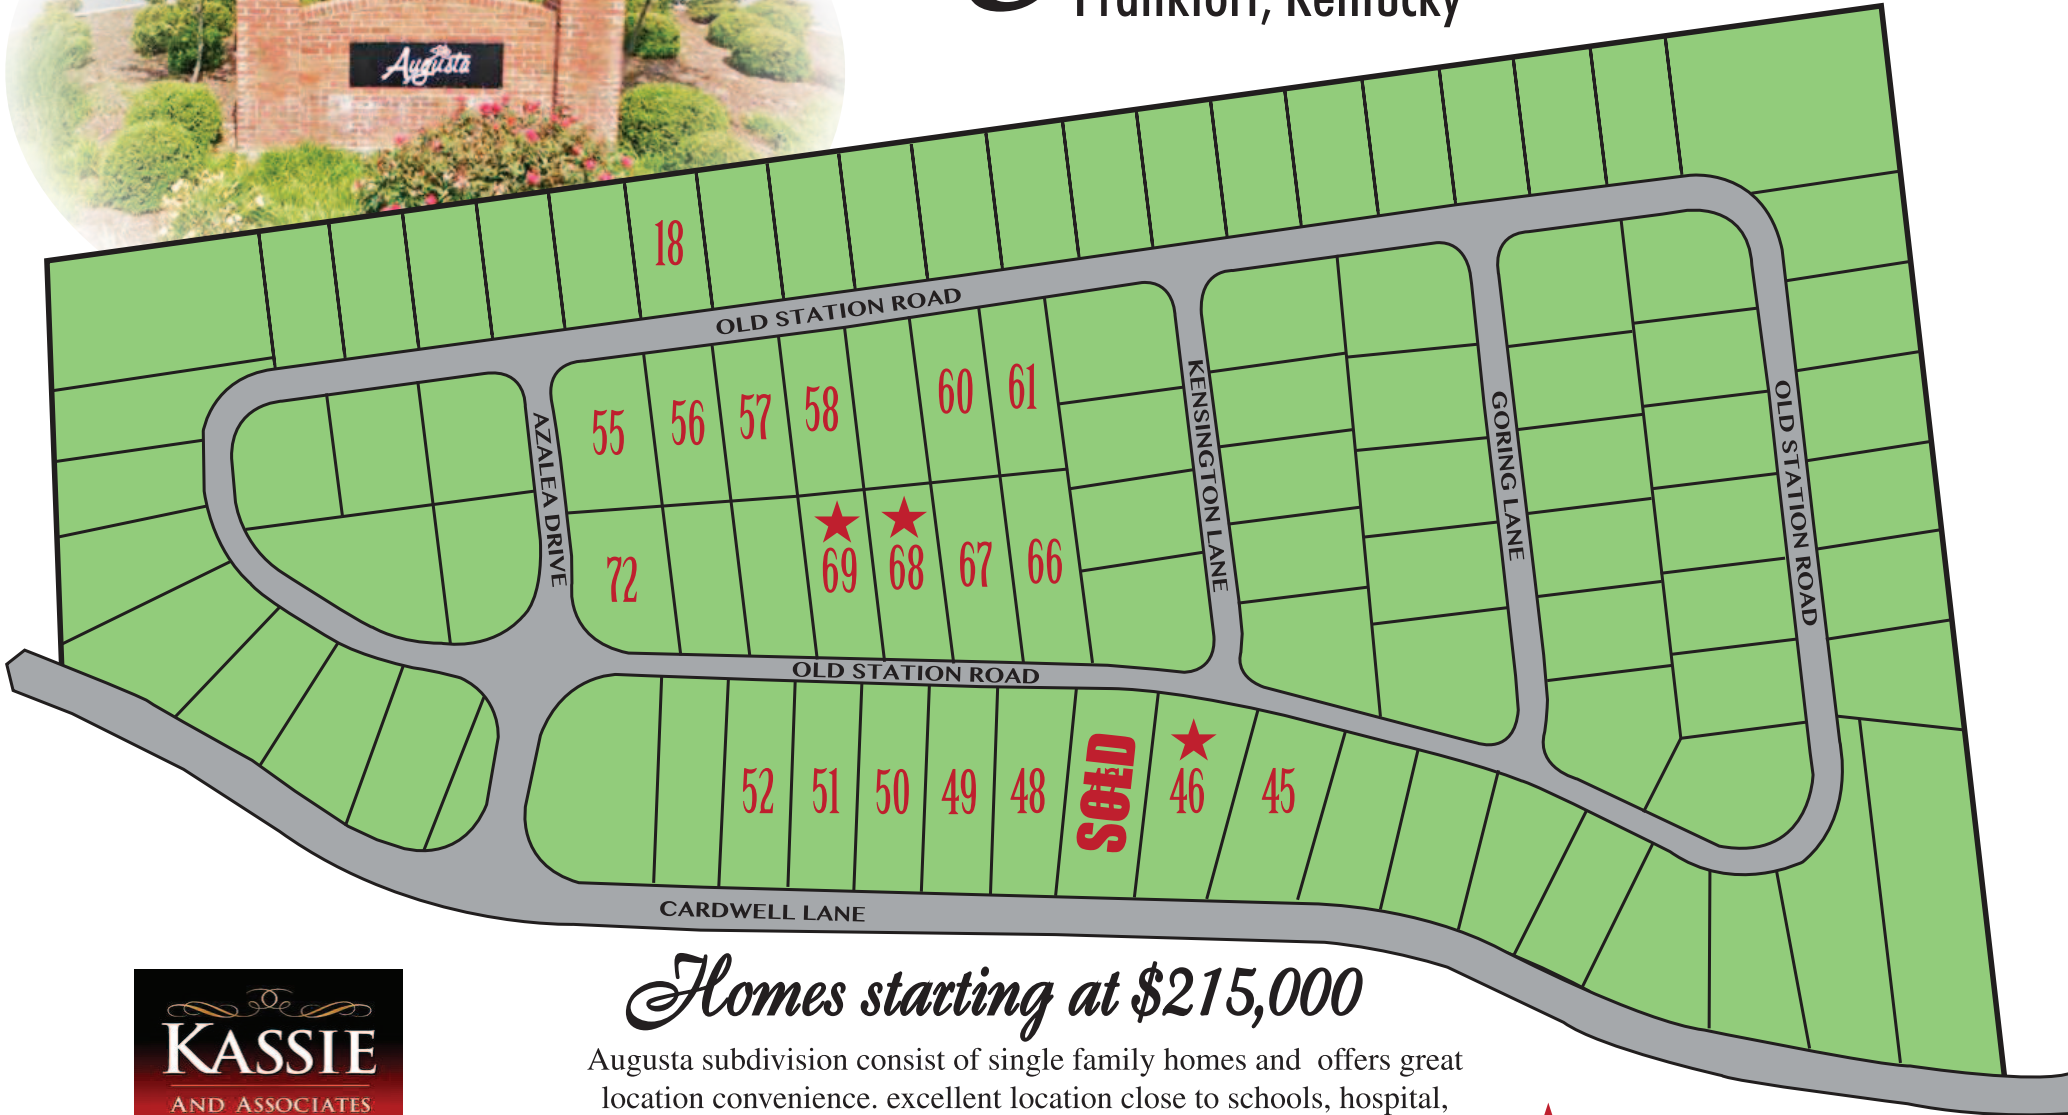 Frankfort, Kentucky
Augusta
18
OLD STATION ROAD
55
56
57
58
60
61
AZALEA DRIVE
KENSINGTON LANE
GORING LANE
OLD STATION ROAD
72
69
68
67
66
OLD STATION ROAD
52
51
50
49
48
SOLD
46
45
CARDWELL LANE
Homes starting at $215,000
KASSIE
AND ASSOCIATES
Augusta subdivision consist of single family homes and offers great
location convenience. excellent location close to schools, hospital,